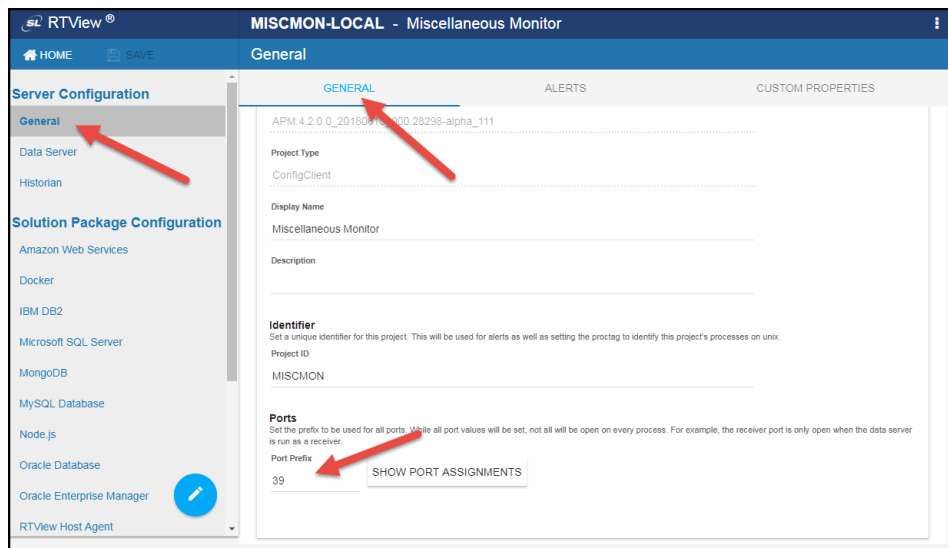 SL RTView ®
MISCMON-LOCAL - Miscellaneous Monitor
HOME
SAVE
General
Server Configuration
General
Data Server
Historian
Solution Package Configuration
Amazon Web Services
Docker
IBM DB2
Microsoft SQL Server
MongoDB
MySQL Database
Node.js
Oracle Database
Oracle Enterprise Manager
RTView Host Agent
GENERAL
ALERTS
CUSTOM PROPERTIES
Project Type
ConfigClient
Display Name
Miscellaneous Monitor
Description
Identifier
Set a unique identifier for this project. This will be used for alerts as well as setting the proctag to identify this project's processes on unix.
Project ID
MISCMON
Ports
Set the prefix to be used for all ports. While all port values will be set, not all will be open on every process. For example, the receiver port is only open when the data server
is run as a receiver.
Port Prefix
39
SHOW PORT ASSIGNMENTS